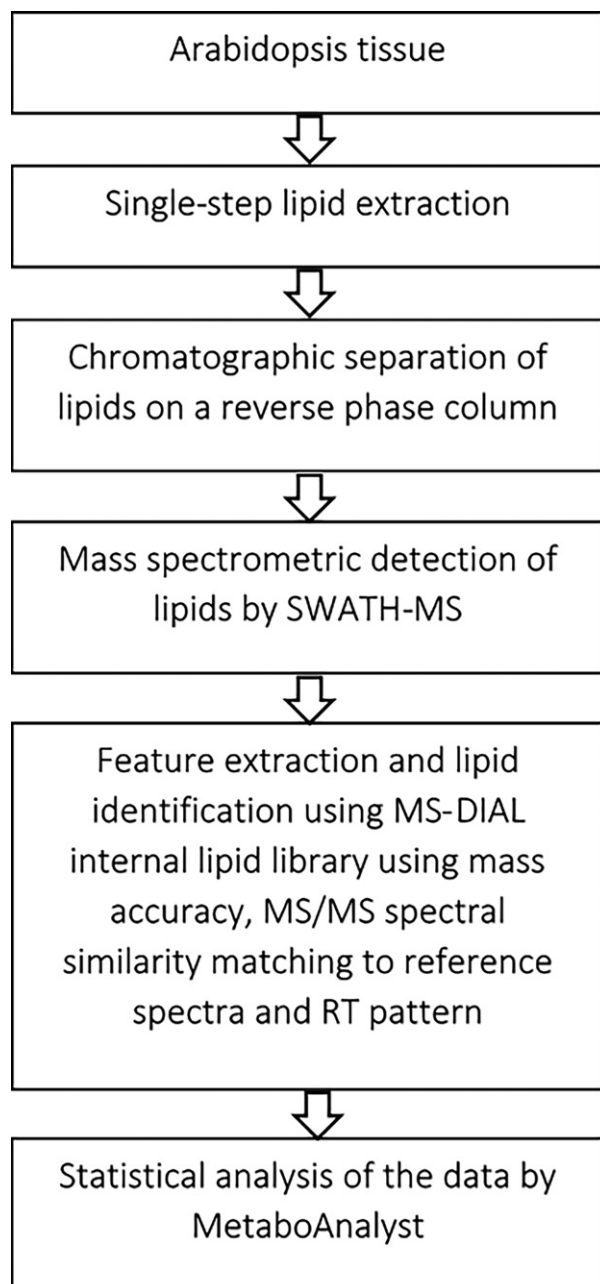 Arabidopsis tissue
Single-step lipid extraction
Chromatographic separation of
lipids on a reverse phase column
Mass spectrometric detection of
lipids by SWATH-MS
Feature extraction and lipid
identification using MS-DIAL
internal lipid library using mass
accuracy, MS/MS spectral
similarity matching to reference
spectra and RT pattern
Statistical analysis of the data by
MetaboAnalyst